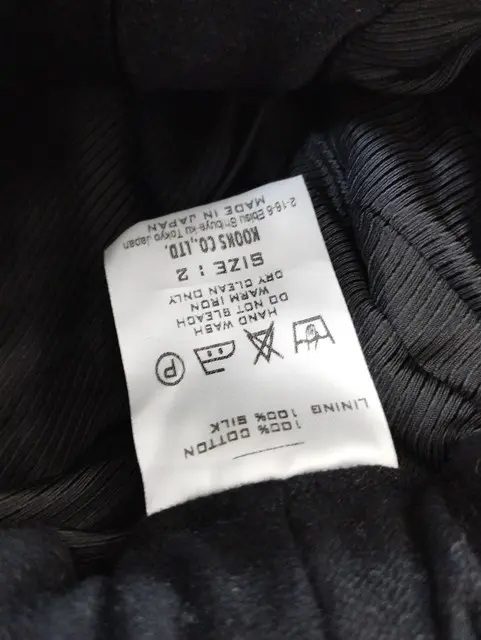 100% COTTON
LINING 100% SILK
P
HAND WASH
DO NOT BLEACH
WARM IRON
DRY CLEAN ONLY
SIZE : 2
KOOKS CO.,LTD.
2-16-6 Ebisu Shibuya-ku Tokyo Japan
MADE IN JAPAN